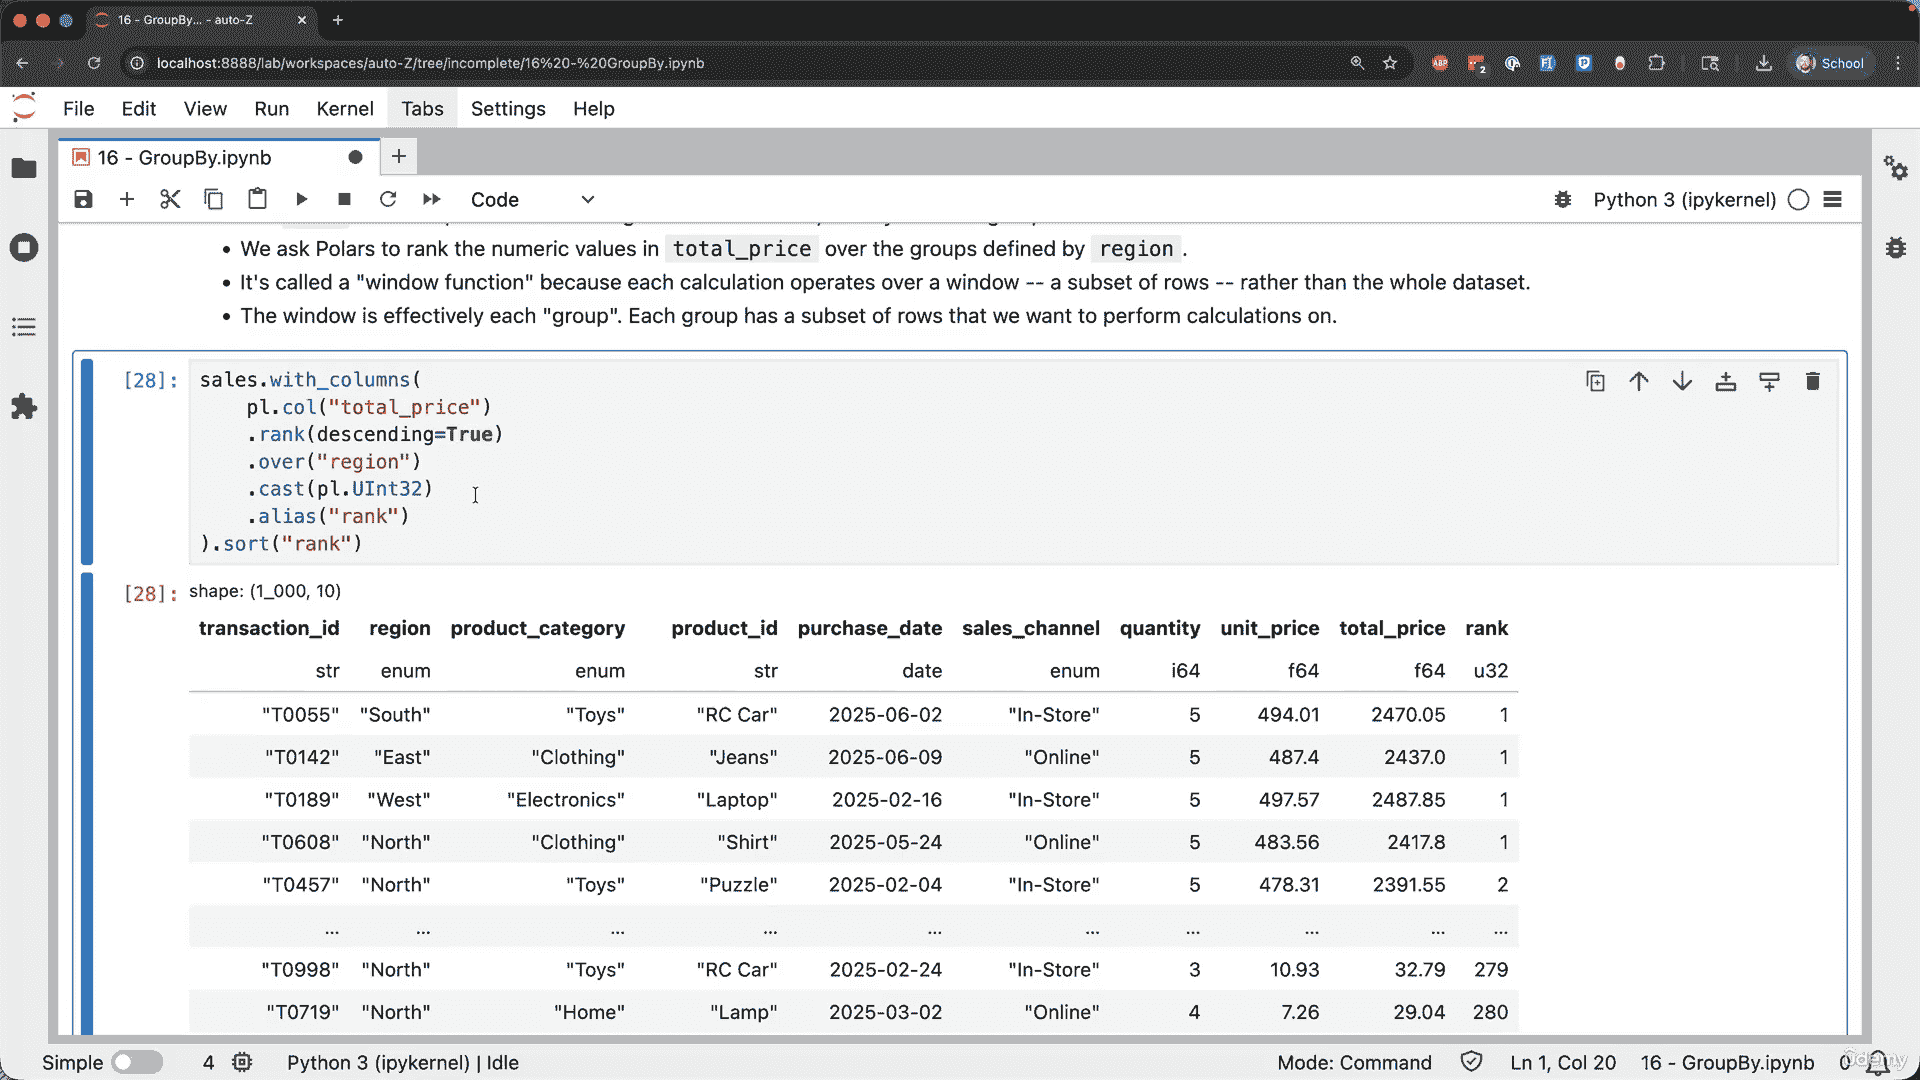 16 - GroupBy... - auto-Z
localhost:8888/lab/workspaces/auto-Z/tree/incomplete/16%20-%20GroupBy.ipynb
ABP
2
School
File Edit View Run Kernel Tabs Settings Help
16 - GroupBy.ipynb
Code
Python 3 (ipykernel)
• We ask Polars to rank the numeric values in total_price over the groups defined by region.
• It's called a "window function" because each calculation operates over a window -- a subset of rows -- rather than the whole dataset.
• The window is effectively each "group". Each group has a subset of rows that we want to perform calculations on.
[28]: sales.with_columns(
pl.col("total_price")
.rank(descending=True)
.over("region")
.cast(pl.UInt32)
.alias("rank")
).sort("rank")
[28]: shape: (1_000, 10)
transaction_id region product_category product_id purchase_date sales_channel quantity unit_price total_price rank
str enum enum str date enum i64 f64 f64 u32
"T0055" "South" "Toys" "RC Car" 2025-06-02 "In-Store" 5 494.01 2470.05 1
"T0142" "East" "Clothing" "Jeans" 2025-06-09 "Online" 5 487.4 2437.0 1
"T0189" "West" "Electronics" "Laptop" 2025-02-16 "In-Store" 5 497.57 2487.85 1
"T0608" "North" "Clothing" "Shirt" 2025-05-24 "Online" 5 483.56 2417.8 1
"T0457" "North" "Toys" "Puzzle" 2025-02-04 "In-Store" 5 478.31 2391.55 2
... ... ... ... ... ... ... ... ... ...
"T0998" "North" "Toys" "RC Car" 2025-02-24 "In-Store" 3 10.93 32.79 279
"T0719" "North" "Home" "Lamp" 2025-03-02 "Online" 4 7.26 29.04 280
Simple 4 Python 3 (ipykernel) | Idle Mode: Command Ln 1, Col 20 16 - GroupBy.ipynb 0
udemy